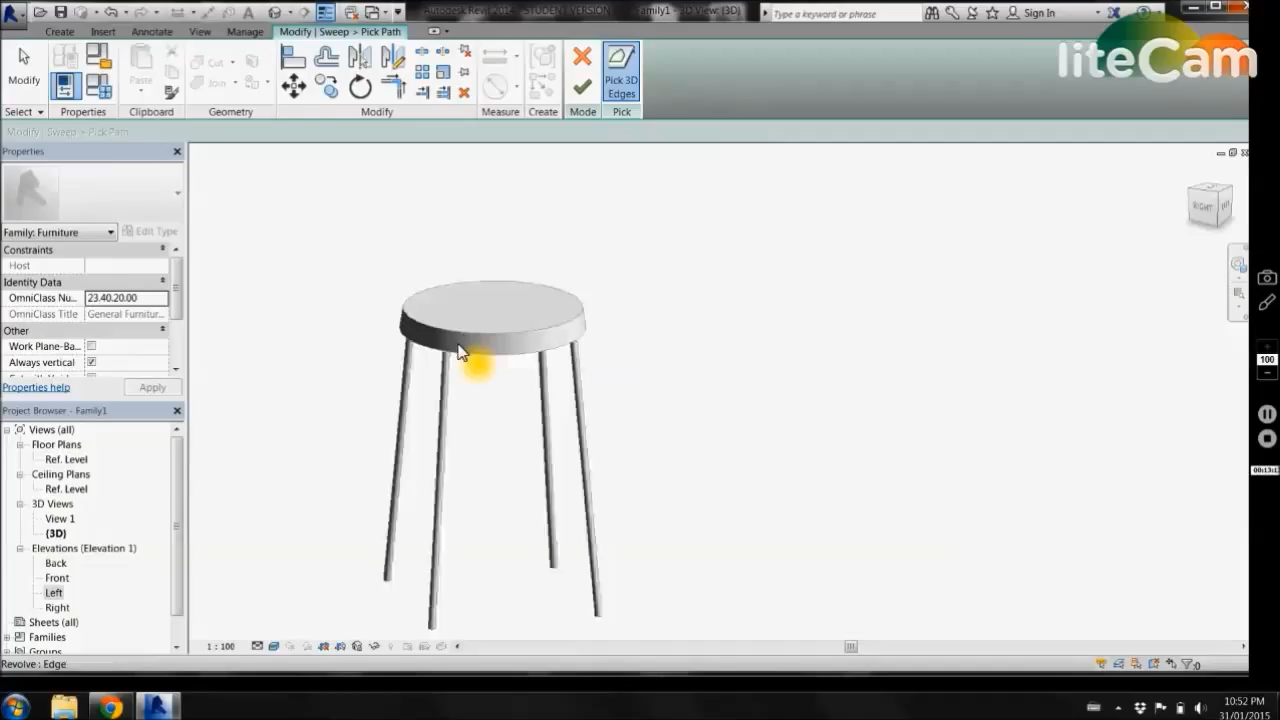 Autodesk Revit 2014 - STUDENT VERSION - Family1 - 3D View: {3D}
Type a keyword or phrase
Sign In
liteCam
Create Insert Annotate View Manage Modify | Sweep > Pick Path
Modify
Paste
Cut
Join
Pick 3D
Edges
Select Properties Clipboard Geometry Modify Measure Create Mode Pick
Modify | Sweep > Pick Path
Properties
RIGHT
Family: Furniture Edit Type
Constraints
Host
Identity Data
OmniClass Nu... 23.40.20.00
OmniClass Title General Furnitur...
Other
Work Plane-Ba...
Always vertical
Properties help Apply
100
Project Browser - Family1
Views (all)
Floor Plans
Ref. Level
Ceiling Plans
Ref. Level
3D Views
View 1
{3D}
Elevations (Elevation 1)
Back
Front
Left
Right
Sheets (all)
Families
Groups
1 : 100
Revolve : Edge
:0
10:52 PM
31/01/2015